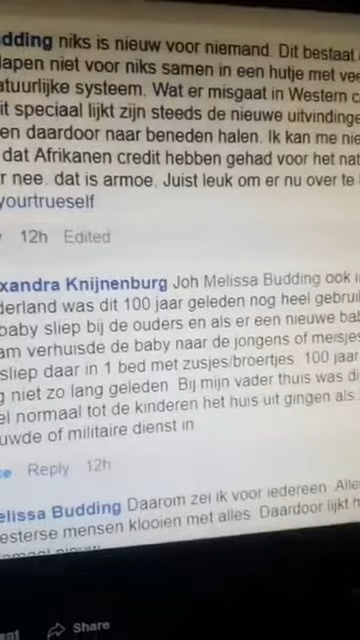 dding niks is nieuw voor niemand. Dit bestaat
lapen niet voor niks samen in een hutje met vee
atuurlijke systeem. Wat er misgaat in Western c
it speciaal lijkt zijn steeds de nieuwe uitvindinge
en daardoor naar beneden halen. Ik kan me nie
dat Afrikanen credit hebben gehad voor het nat
r nee. dat is armoe. Juist leuk om er nu over te
yourtrueself
12h Edited
xandra Knijnenburg Joh Melissa Budding ook i
derland was dit 100 jaar geleden nog heel gebrui
baby sliep bij de ouders en als er een nieuwe bab
am verhuisde de baby naar de jongens of meisjes
sliep daar in 1 bed met zusjes/broertjes. 100 jaar
g niet zo lang geleden. Bij mijn vader thuis was di
el normaal tot de kinderen het huis uit gingen als
uwde of militaire dienst in
ke Reply 12h
elissa Budding Daarom zei ik voor iedereen. Alle
esterse mensen klooien met alles. Daardoor lijkt h
Share